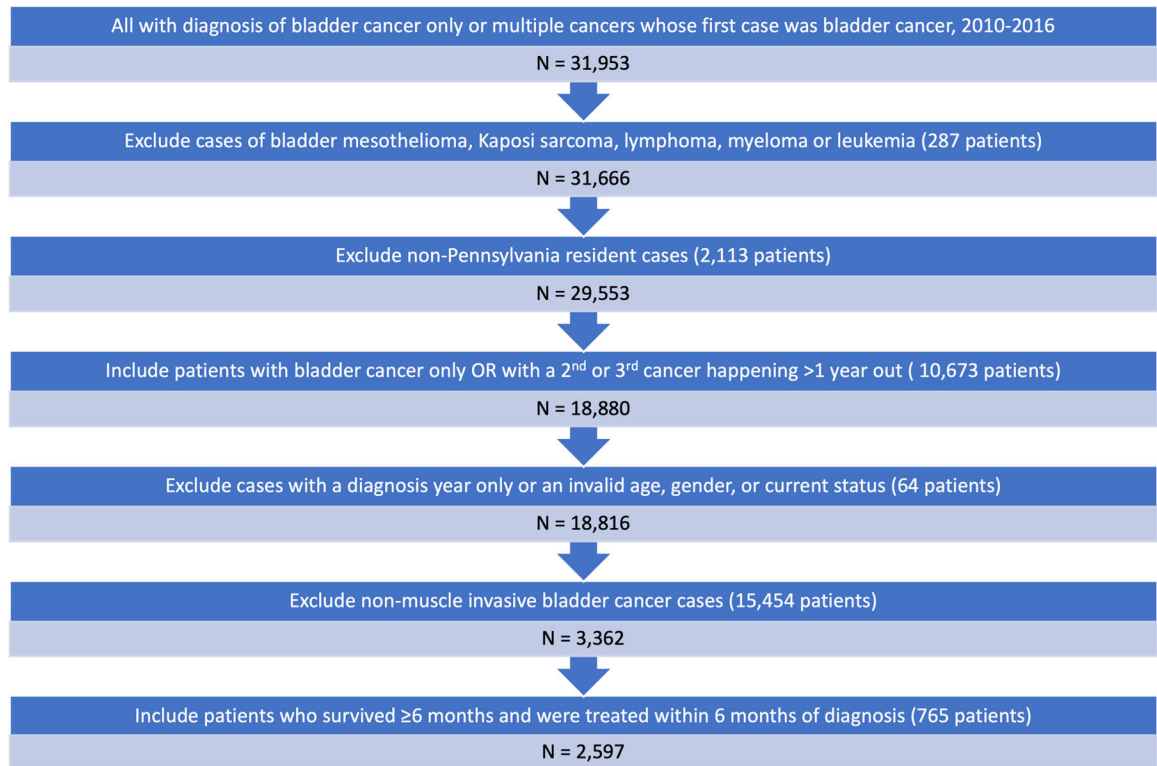 All with diagnosis of bladder cancer only or multiple cancers whose first case was bladder cancer, 2010-2016
N = 31,953
Exclude cases of bladder mesothelioma, Kaposi sarcoma, lymphoma, myeloma or leukemia (287 patients)
N = 31,666
Exclude non-Pennsylvania resident cases (2,113 patients)
N = 29,553
Include patients with bladder cancer only OR with a 2nd or 3rd cancer happening >1 year out ( 10,673 patients)
N = 18,880
Exclude cases with a diagnosis year only or an invalid age, gender, or current status (64 patients)
N = 18,816
Exclude non-muscle invasive bladder cancer cases (15,454 patients)
N = 3,362
Include patients who survived ≥6 months and were treated within 6 months of diagnosis (765 patients)
N = 2,597